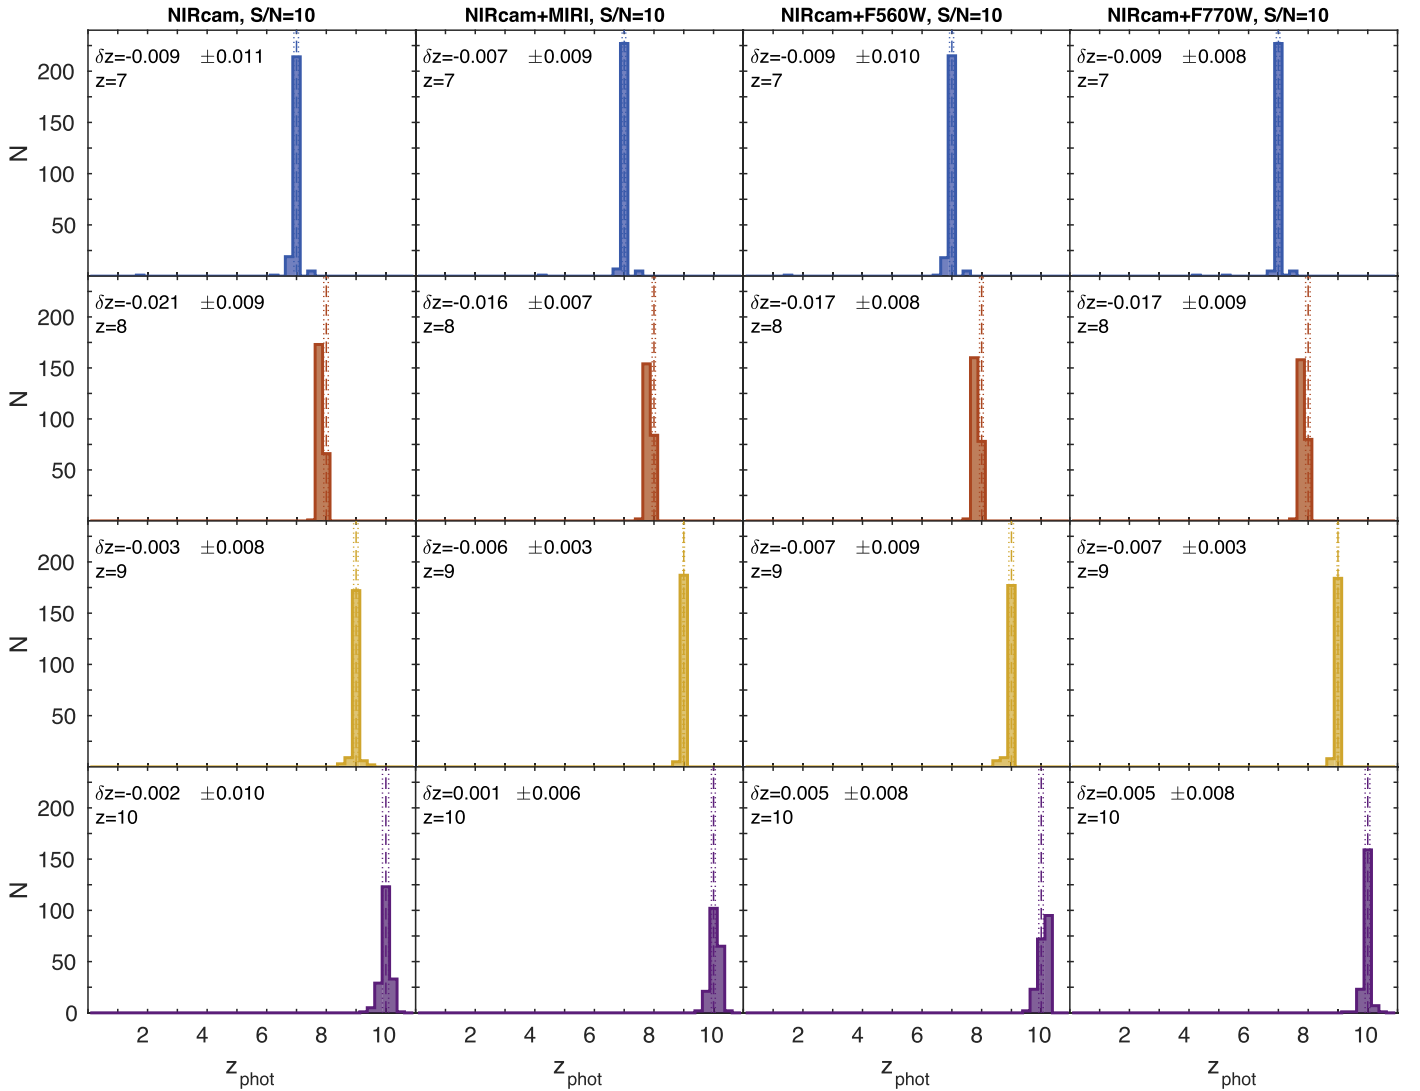 NIRcam, S/N=10 NIRcam+MIRI, S/N=10 NIRcam+F560W, S/N=10 NIRcam+F770W, S/N=10
δz=-0.009 ±0.011 δz=-0.007 ±0.009 δz=-0.009 ±0.010 δz=-0.009 ±0.008
z=7 z=7 z=7 z=7
200
150
N
100
50
δz=-0.021 ±0.009 δz=-0.016 ±0.007 δz=-0.017 ±0.008 δz=-0.017 ±0.009
z=8 z=8 z=8 z=8
200
150
N
100
50
δz=-0.003 ±0.008 δz=-0.006 ±0.003 δz=-0.007 ±0.009 δz=-0.007 ±0.003
z=9 z=9 z=9 z=9
200
150
N
100
50
δz=-0.002 ±0.010 δz=0.001 ±0.006 δz=0.005 ±0.008 δz=0.005 ±0.008
z=10 z=10 z=10 z=10
200
150
N
100
50
0
2 4 6 8 10 2 4 6 8 10 2 4 6 8 10 2 4 6 8 10
z_phot z_phot z_phot z_phot